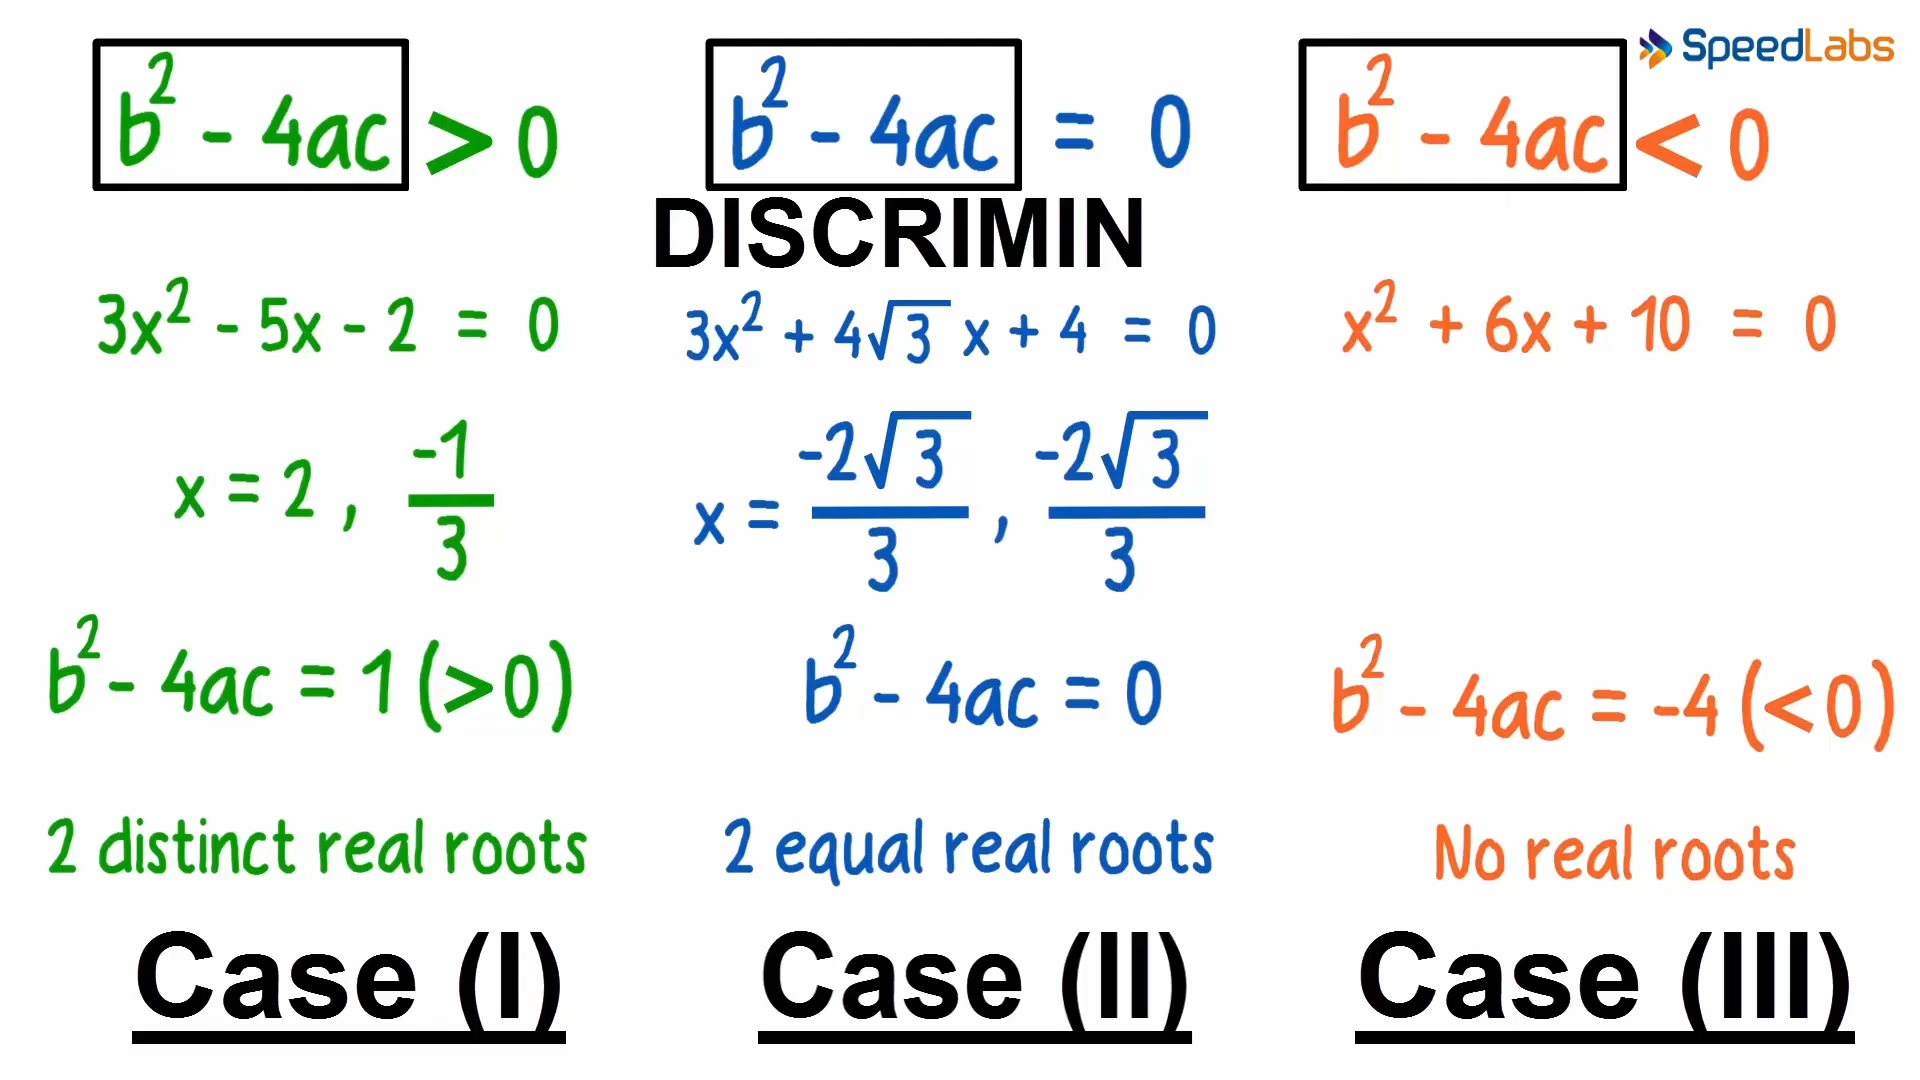 SpeedLabs
b² - 4ac > 0
b² - 4ac = 0
b² - 4ac < 0
DISCRIMIN
3x² - 5x - 2 = 0
3x² + 4√3 x + 4 = 0
x² + 6x + 10 = 0
x = 2 , -1/3
x = -2√3/3 , -2√3/3
b² - 4ac = 1 (>0)
b² - 4ac = 0
b² - 4ac = -4 (<0)
2 distinct real roots
2 equal real roots
No real roots
Case (I)
Case (II)
Case (III)